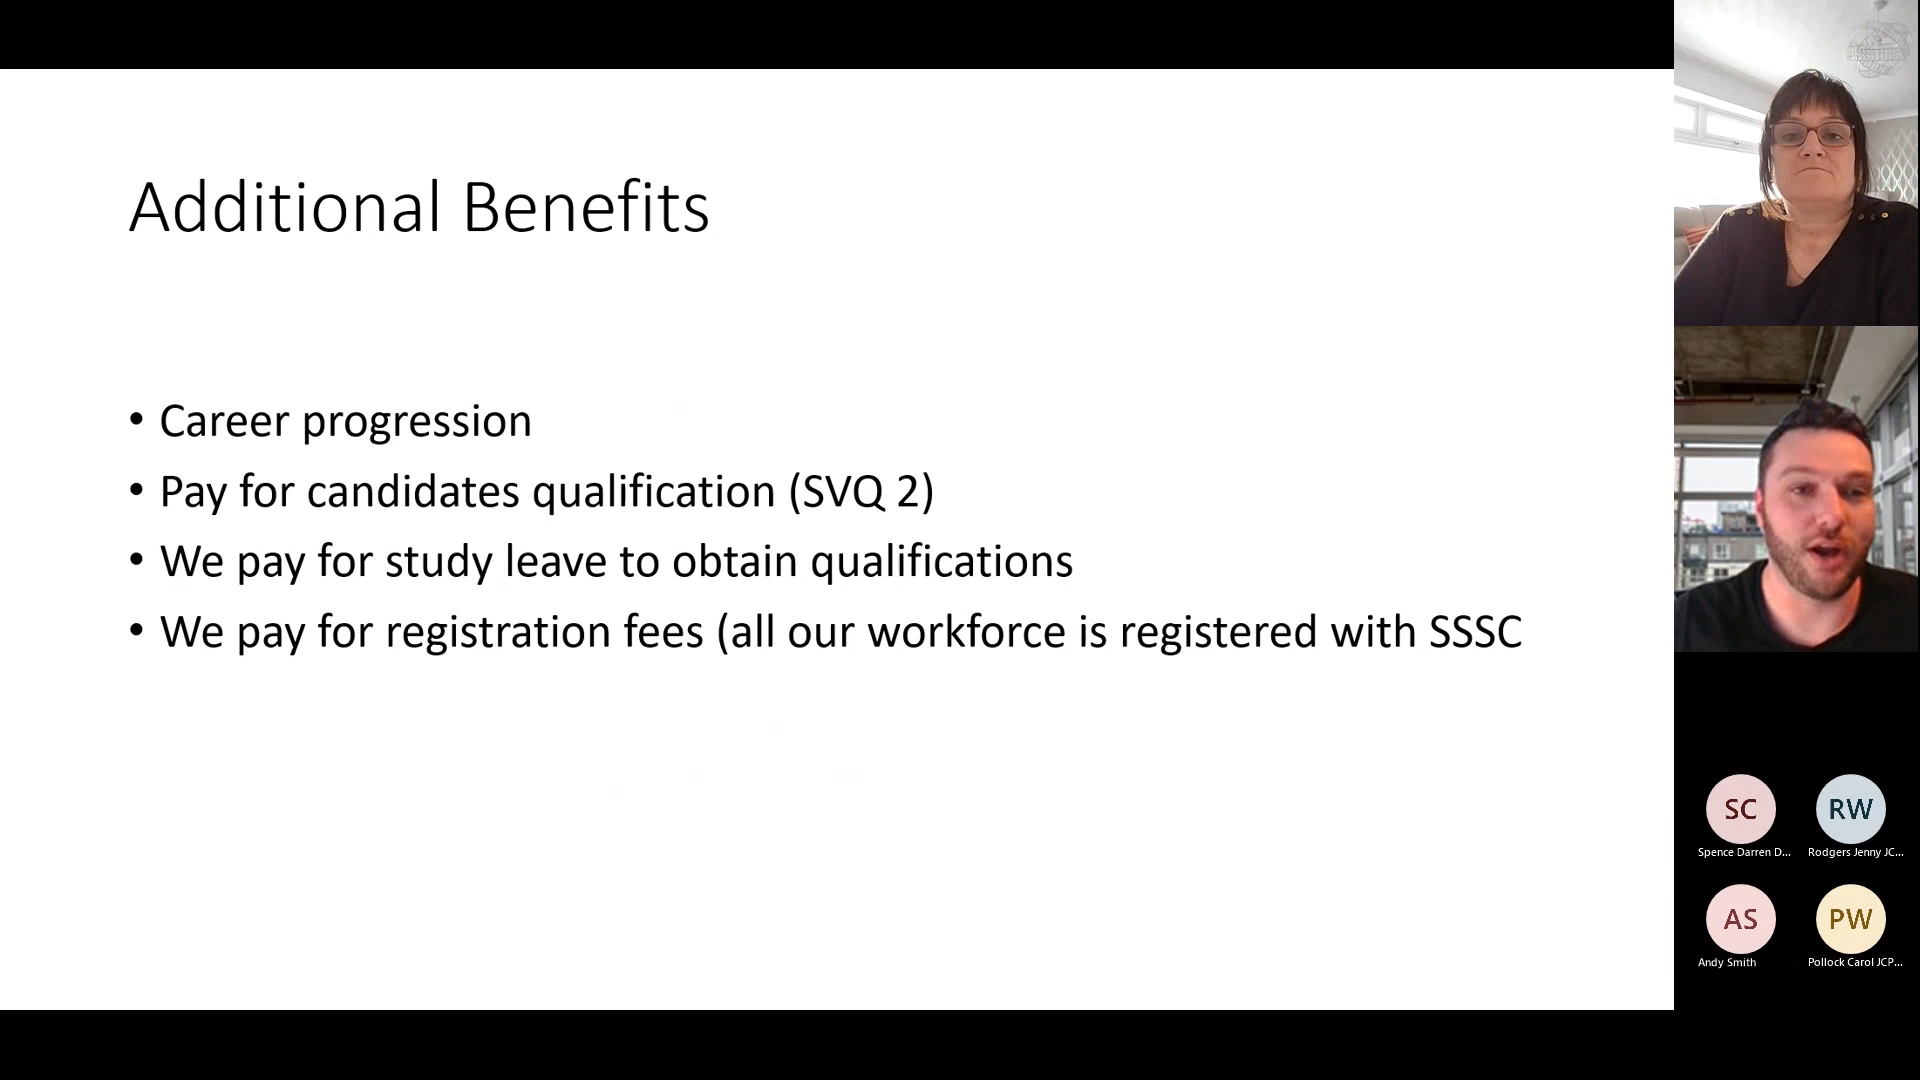 Additional Benefits
• Career progression
• Pay for candidates qualification (SVQ 2)
• We pay for study leave to obtain qualifications
• We pay for registration fees (all our workforce is registered with SSSC
SC
RW
Spence Darren D...
Rodgers Jenny JC...
AS
PW
Andy Smith
Pollock Carol JCP...